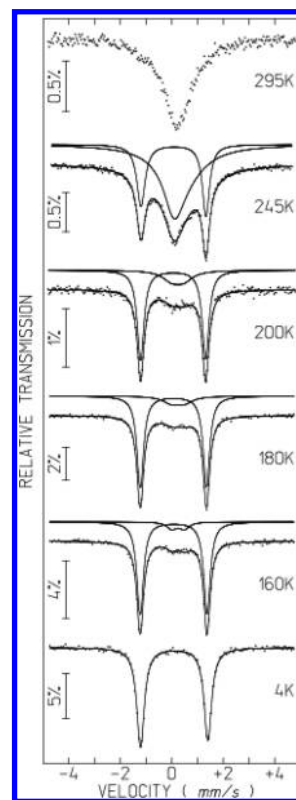 RELATIVE TRANSMISSION
0.5%
295K
0.5%
245K
1%
200K
2%
180K
4%
160K
5%
4K
-4 -2 0 +2 +4
VELOCITY ( mm/s )